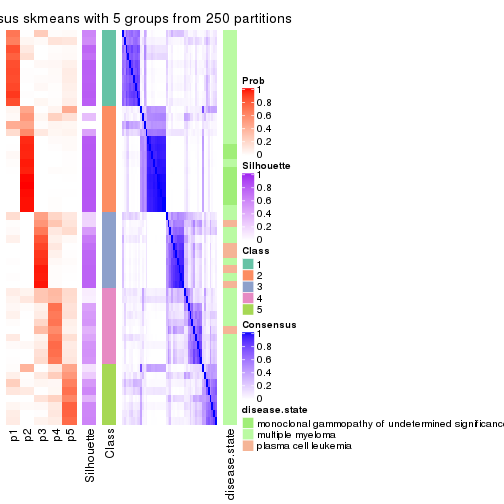 sus skmeans with 5 groups from 250 partitions
Prob
1
0.8
0.6
0.4
0.2
0
Silhouette
1
0.8
0.6
0.4
0.2
0
Class
1
2
3
4
5
Consensus
1
0.8
0.6
0.4
0.2
0
disease.state
monoclonal gammopathy of undetermined significance
multiple myeloma
plasma cell leukemia
p1
p2
p3
p4
p5
Silhouette
Class
disease.state